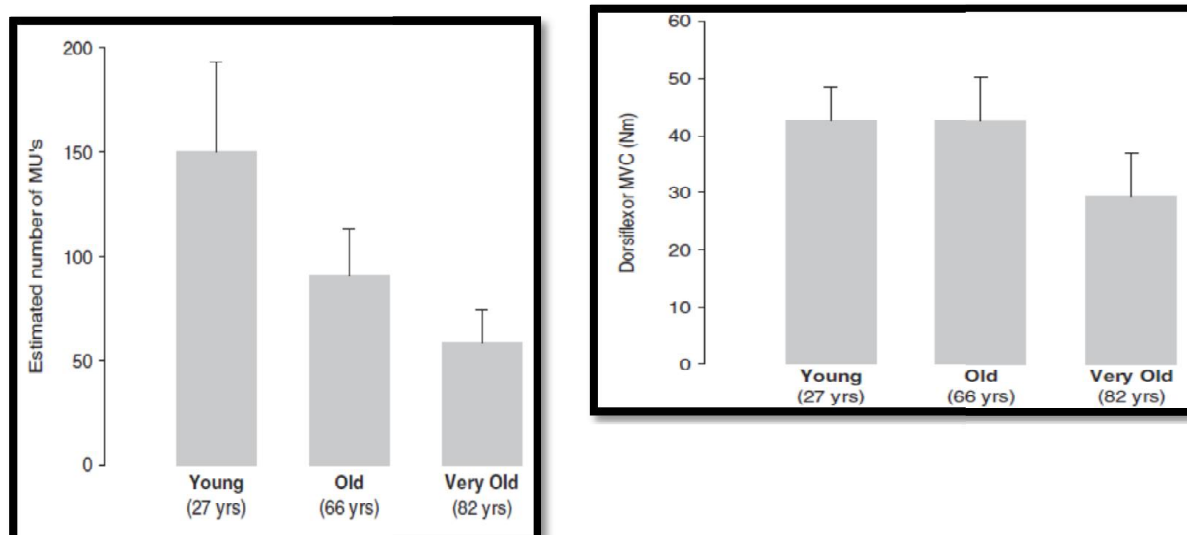 Estimated number of MU's
200
150
100
50
0
Young
(27 yrs)
Old
(66 yrs)
Very Old
(82 yrs)
Dorsiflexor MVC (Nm)
60
50
40
30
20
10
0
Young
(27 yrs)
Old
(66 yrs)
Very Old
(82 yrs)